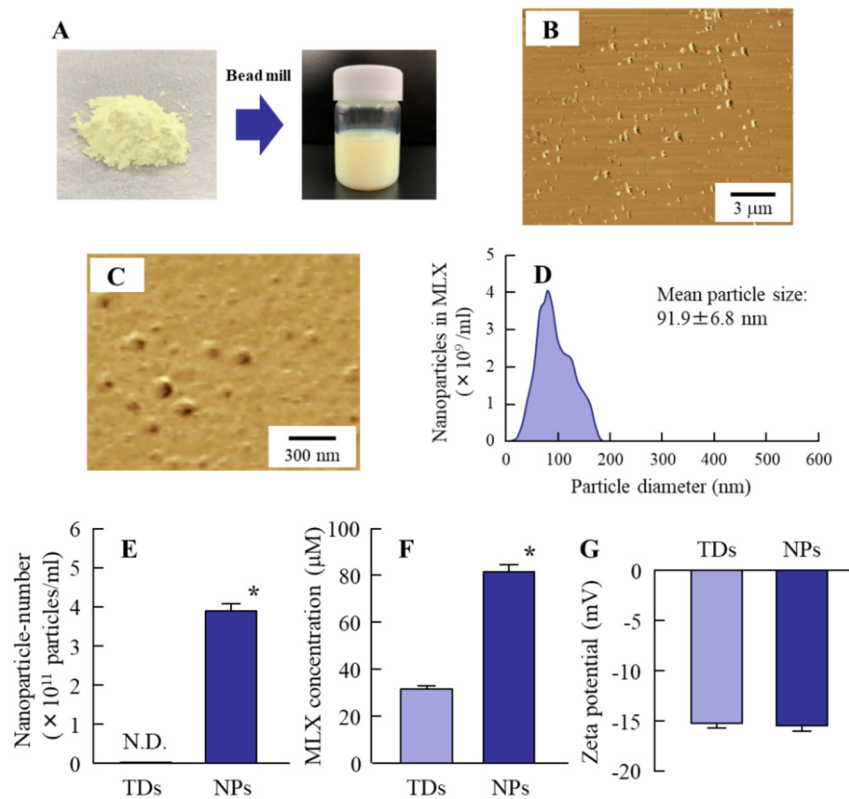 A
Bead mill
B
3 μm
C
300 nm
D
Mean particle size:
91.9±6.8 nm
Nanoparticles in MLX
(×10⁹/ml)
5
4
3
2
1
0
0 100 200 300 400 500 600
Particle diameter (nm)
E
Nanoparticle-number
(×10¹¹ particles/ml)
6
5
4
3
2
1
0
N.D.
*
TDs NPs
F
MLX concentration (μM)
100
80
60
40
20
0
*
TDs NPs
G
TDs NPs
Zeta potential (mV)
0
-5
-10
-15
-20